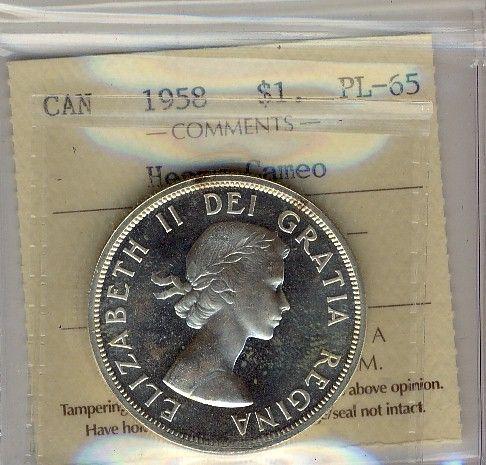 CAN 1958 $1. PL-65
— COMMENTS —
Heavy Cameo
ELIZABETH II DEI GRATIA REGINA
A
M.
above opinion.
Tampering
/seal not intact.
Have